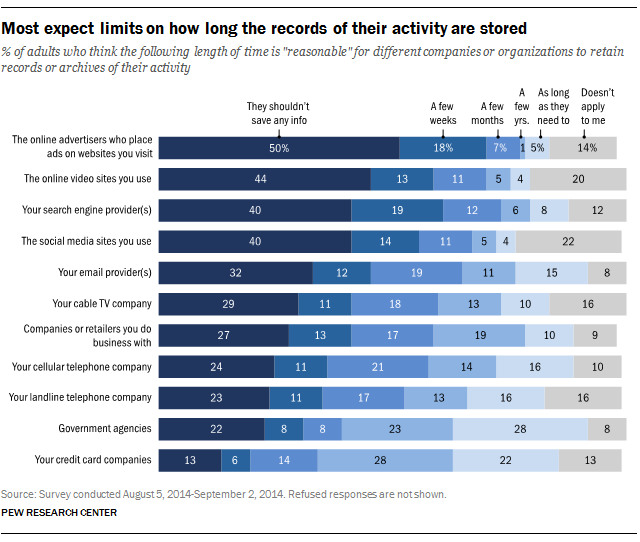 Most expect limits on how long the records of their activity are stored
% of adults who think the following length of time is "reasonable" for different companies or organizations to retain
records or archives of their activity
They shouldn't
save any info
A few
weeks
A few
months
A
few
yrs.
As long
as they
need to
Doesn't
apply
to me
The online advertisers who place
ads on websites you visit
50% 18% 7% 1 5% 14%
The online video sites you use 44 13 11 5 4 20
Your search engine provider(s) 40 19 12 6 8 12
The social media sites you use 40 14 11 5 4 22
Your email provider(s) 32 12 19 11 15 8
Your cable TV company 29 11 18 13 10 16
Companies or retailers you do
business with
27 13 17 19 10 9
Your cellular telephone company 24 11 21 14 16 10
Your landline telephone company 23 11 17 13 16 16
Government agencies 22 8 8 23 28 8
Your credit card companies 13 6 14 28 22 13
Source: Survey conducted August 5, 2014-September 2, 2014. Refused responses are not shown.
PEW RESEARCH CENTER